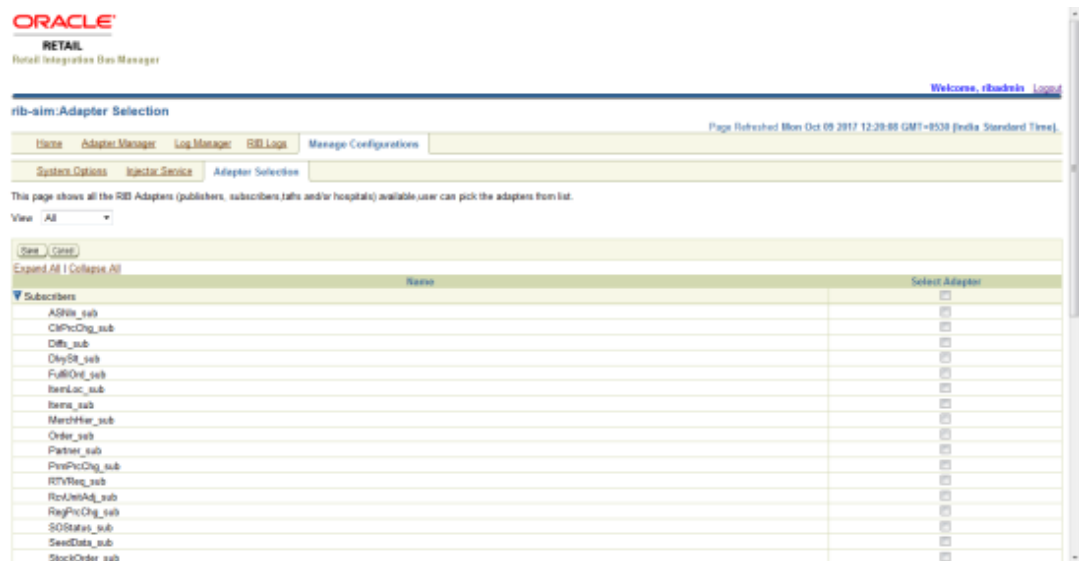 ORACLE'
RETAIL
Retail Integration Bus Manager
Welcome, ribadmin Logout
rib-sim:Adapter Selection
Page Refreshed Mon Oct 09 2017 12:20:08 GMT+0530 (India Standard Time).
Home Adapter Manager Log Manager RIB Logs Manage Configurations
System Options Injector Service Adapter Selection
This page shows all the RIB Adapters (publishers, subscribers,tafrs and/or hospitals) available,user can pick the adapters from list.
View All
Save Cancel
Expand All | Collapse All
Name Select Adapter
Subscribers
ASNIn_sub
ClrPrcChg_sub
Diffs_sub
DlvySlt_sub
FulfilOrd_sub
ItemLoc_sub
Items_sub
MerchHier_sub
Order_sub
Partner_sub
PrmPrcChg_sub
RTVReq_sub
RcvUnitAdj_sub
RegPrcChg_sub
SOStatus_sub
SeedData_sub
StockOrder_sub